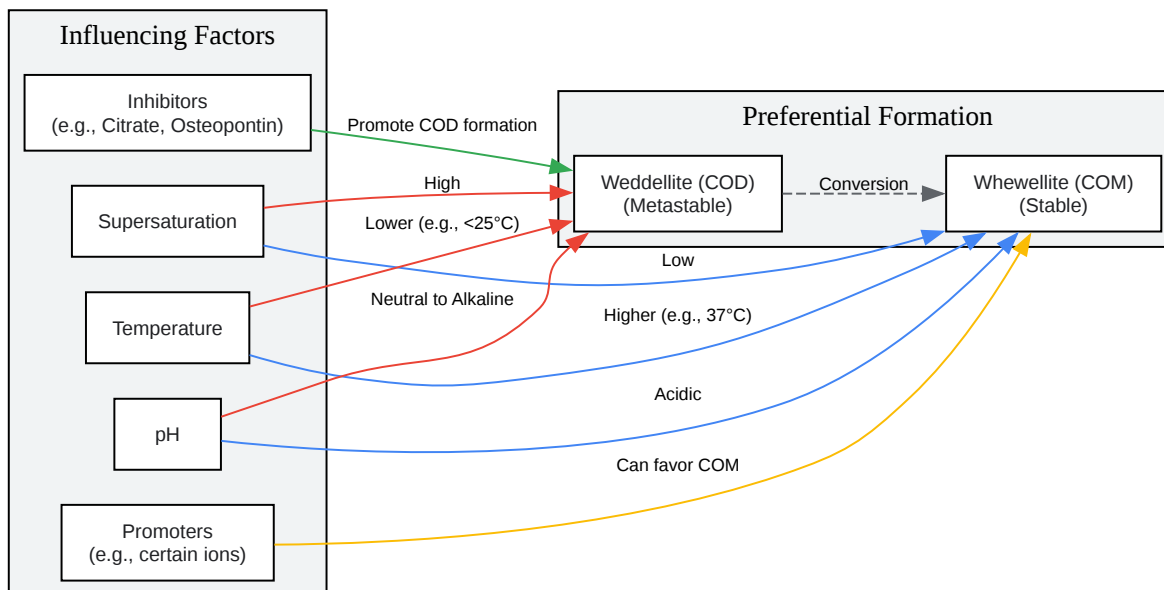 Influencing Factors
Inhibitors
(e.g., Citrate, Osteopontin)
Supersaturation
Temperature
pH
Promoters
(e.g., certain ions)
Promote COD formation
High
Lower (e.g., <25°C)
Neutral to Alkaline
Low
Higher (e.g., 37°C)
Acidic
Can favor COM
Preferential Formation
Weddellite (COD)
(Metastable)
Conversion
Whewellite (COM)
(Stable)